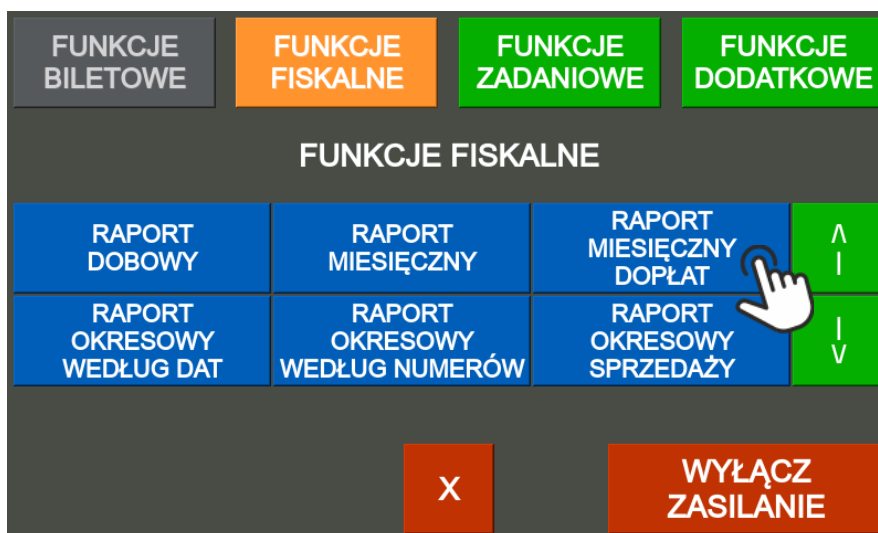 FUNKCJE
BILETOWE
FUNKCJE
FISKALNE
FUNKCJE
ZADANIOWE
FUNKCJE
DODATKOWE
FUNKCJE FISKALNE
RAPORT
DOBOWY
RAPORT
MIESIĘCZNY
RAPORT
MIESIĘCZNY
DOPŁAT
RAPORT
OKRESOWY
WEDŁUG DAT
RAPORT
OKRESOWY
WEDŁUG NUMERÓW
RAPORT
OKRESOWY
SPRZEDAŻY
X
WYŁĄCZ
ZASILANIE